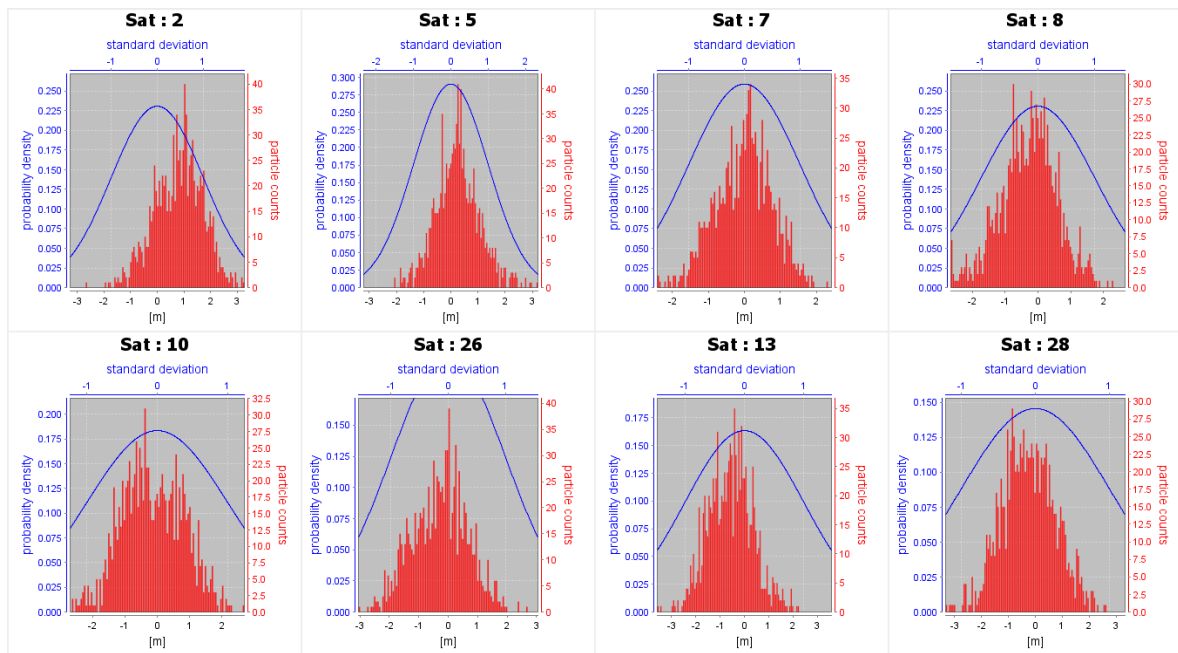 Sat : 2
standard deviation
-1 0 1
probability density
0.250
0.225
0.200
0.175
0.150
0.125
0.100
0.075
0.050
0.025
0.000
40
35
30
25
20
15
10
5
0
particle counts
-3 -2 -1 0 1 2 3
[m]
Sat : 5
standard deviation
-2 -1 0 1 2
probability density
0.300
0.275
0.250
0.225
0.200
0.175
0.150
0.125
0.100
0.075
0.050
0.025
0.000
40
35
30
25
20
15
10
5
0
particle counts
-3 -2 -1 0 1 2 3
[m]
Sat : 7
standard deviation
-1 0 1
probability density
0.250
0.225
0.200
0.175
0.150
0.125
0.100
0.075
0.050
0.025
0.000
35
30
25
20
15
10
5
0
particle counts
-2 -1 0 1 2
[m]
Sat : 8
standard deviation
-1 0 1
probability density
0.250
0.225
0.200
0.175
0.150
0.125
0.100
0.075
0.050
0.025
0.000
30.0
27.5
25.0
22.5
20.0
17.5
15.0
12.5
10.0
7.5
5.0
2.5
0.0
particle counts
-2 -1 0 1 2
[m]
Sat : 10
standard deviation
-1 0 1
probability density
0.200
0.175
0.150
0.125
0.100
0.075
0.050
0.025
0.000
32.5
30.0
27.5
25.0
22.5
20.0
17.5
15.0
12.5
10.0
7.5
5.0
2.5
0.0
particle counts
-2 -1 0 1 2
[m]
Sat : 26
standard deviation
-1 0 1
probability density
0.150
0.125
0.100
0.075
0.050
0.025
0.000
40
35
30
25
20
15
10
5
0
particle counts
-3 -2 -1 0 1 2 3
[m]
Sat : 13
standard deviation
-1 0 1
probability density
0.175
0.150
0.125
0.100
0.075
0.050
0.025
0.000
35
30
25
20
15
10
5
0
particle counts
-3 -2 -1 0 1 2 3
[m]
Sat : 28
standard deviation
-1 0 1
probability density
0.150
0.125
0.100
0.075
0.050
0.025
0.000
30.0
27.5
25.0
22.5
20.0
17.5
15.0
12.5
10.0
7.5
5.0
2.5
0.0
particle counts
-3 -2 -1 0 1 2 3
[m]